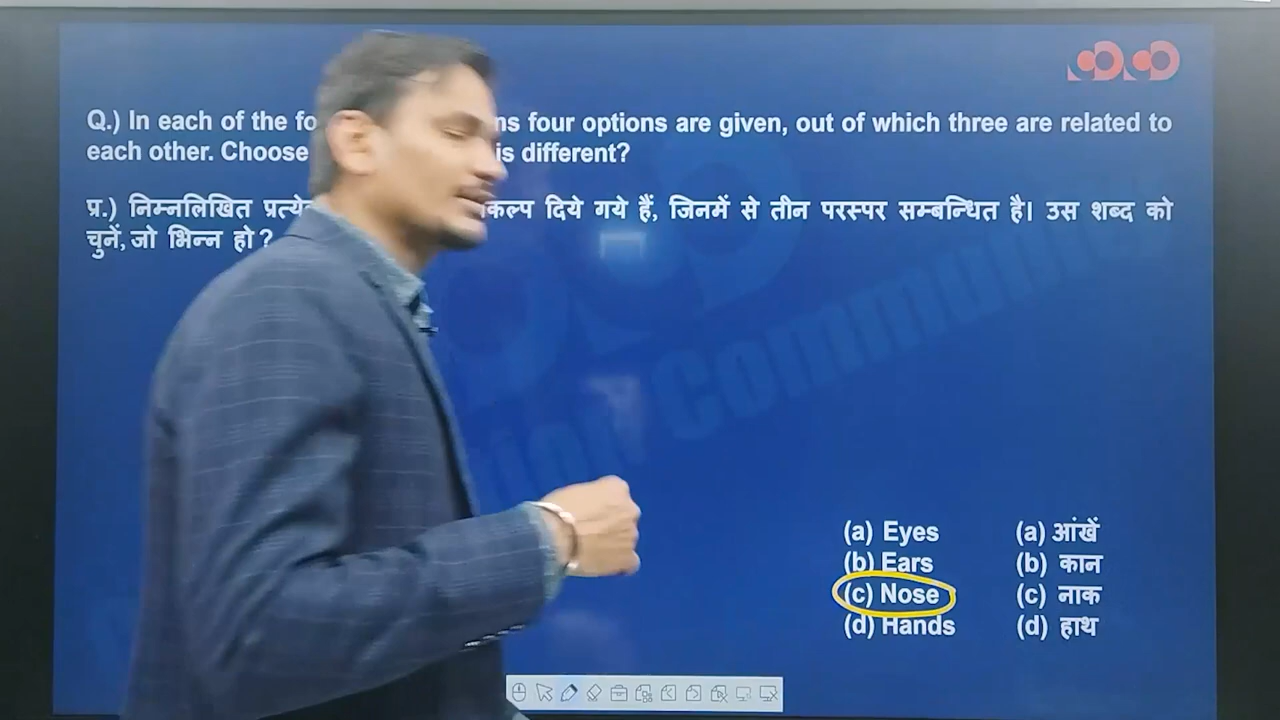 Q.) In each of the fo ns four options are given, out of which three are related to
each other. Choose is different?
प्र.) निम्नलिखित प्रत्ये कल्प दिये गये हैं, जिनमें से तीन परस्पर सम्बन्धित है। उस शब्द को
चुनें, जो भिन्न हो ?
(a) Eyes (a) आंखें
(b) Ears (b) कान
(c) Nose (c) नाक
(d) Hands (d) हाथ
Community